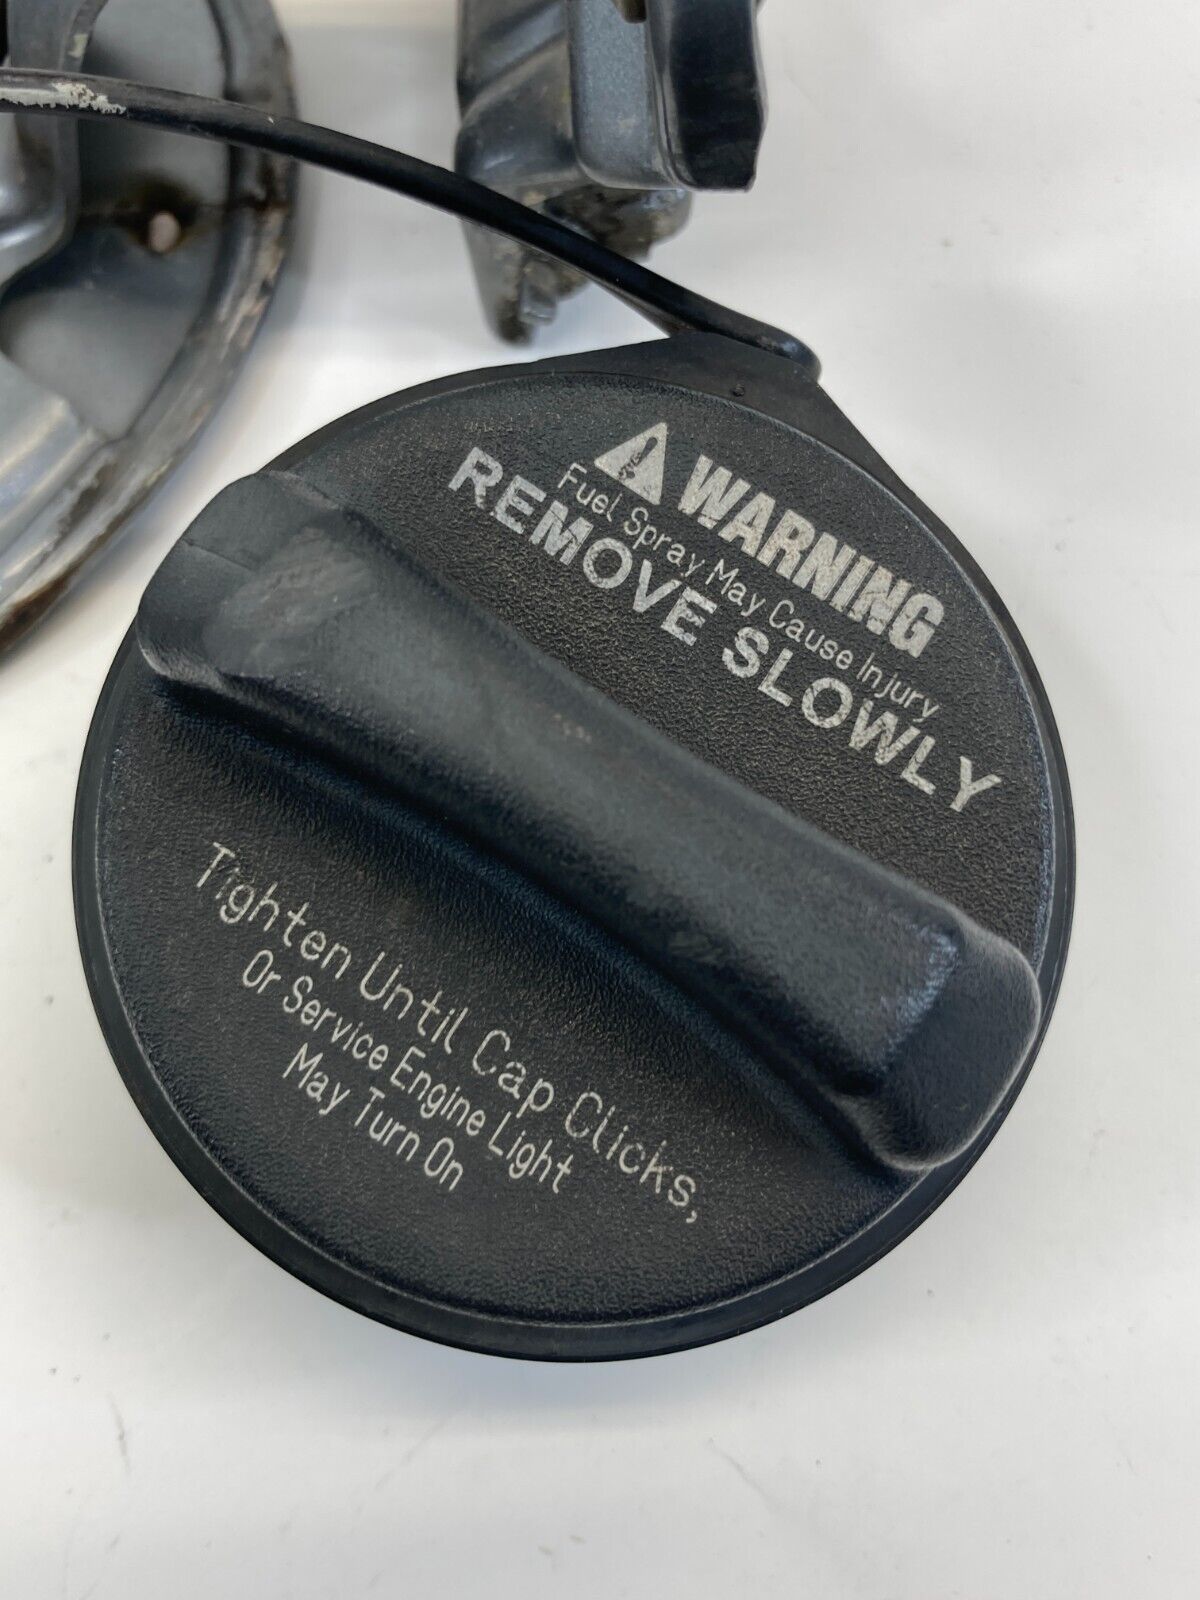 WARNING
Fuel Spray May Cause Injury
REMOVE SLOWLY
Tighten Until Cap Clicks,
Or Service Engine Light
May Turn On